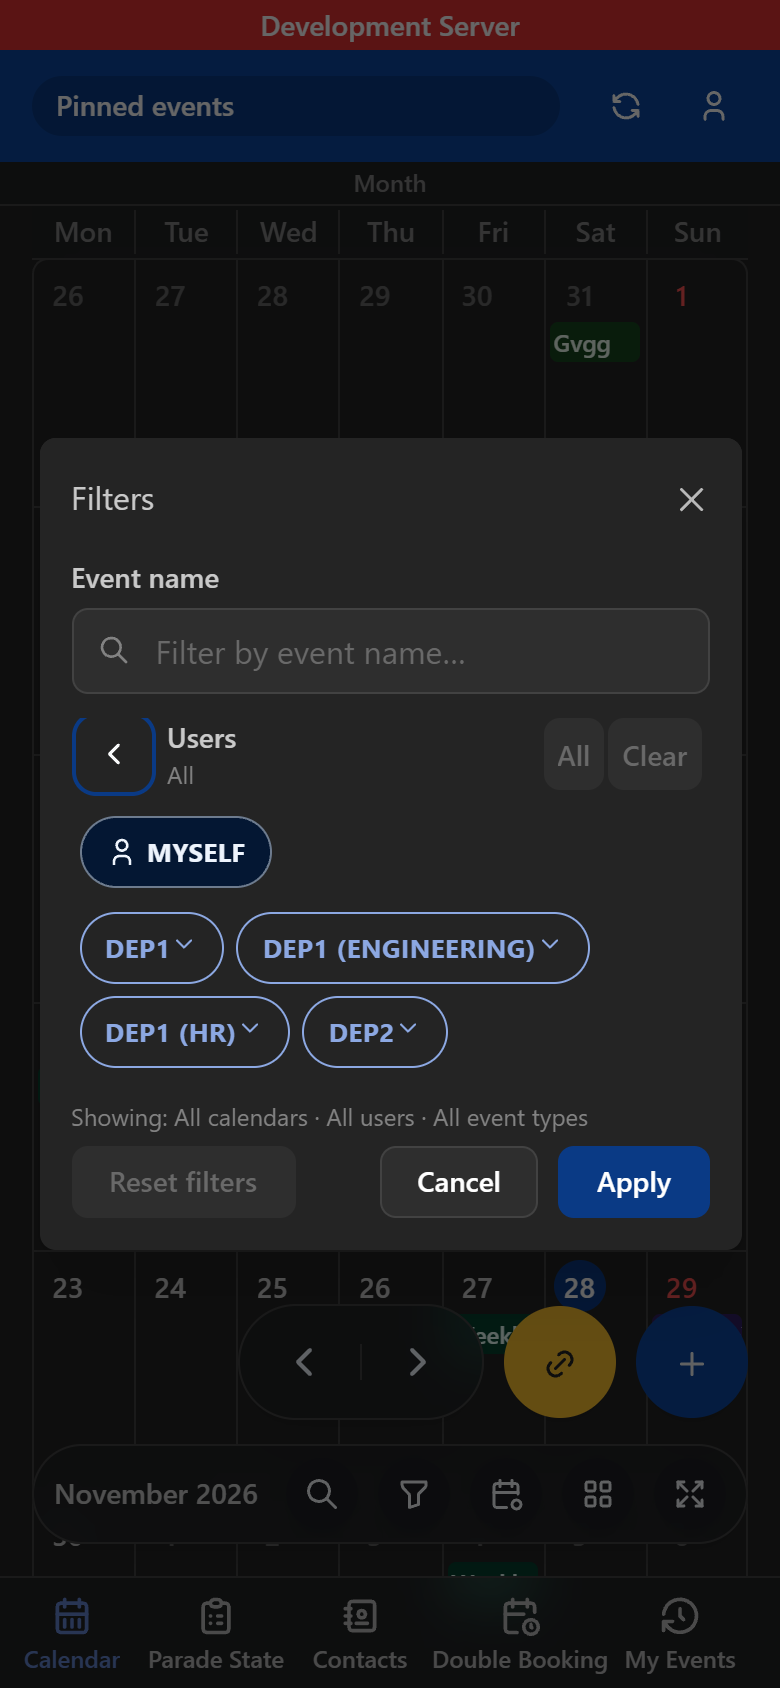 Development Server
Pinned events
Month
Mon Tue Wed Thu Fri Sat Sun
26 27 28 29 30 31 1
Gvgg
Filters
Event name
Filter by event name...
Users
All
All Clear
MYSELF
DEP1 DEP1 (ENGINEERING)
DEP1 (HR) DEP2
Showing: All calendars · All users · All event types
Reset filters Cancel Apply
23 24 25 26 27 28 29
November 2026
Calendar Parade State Contacts Double Booking My Events